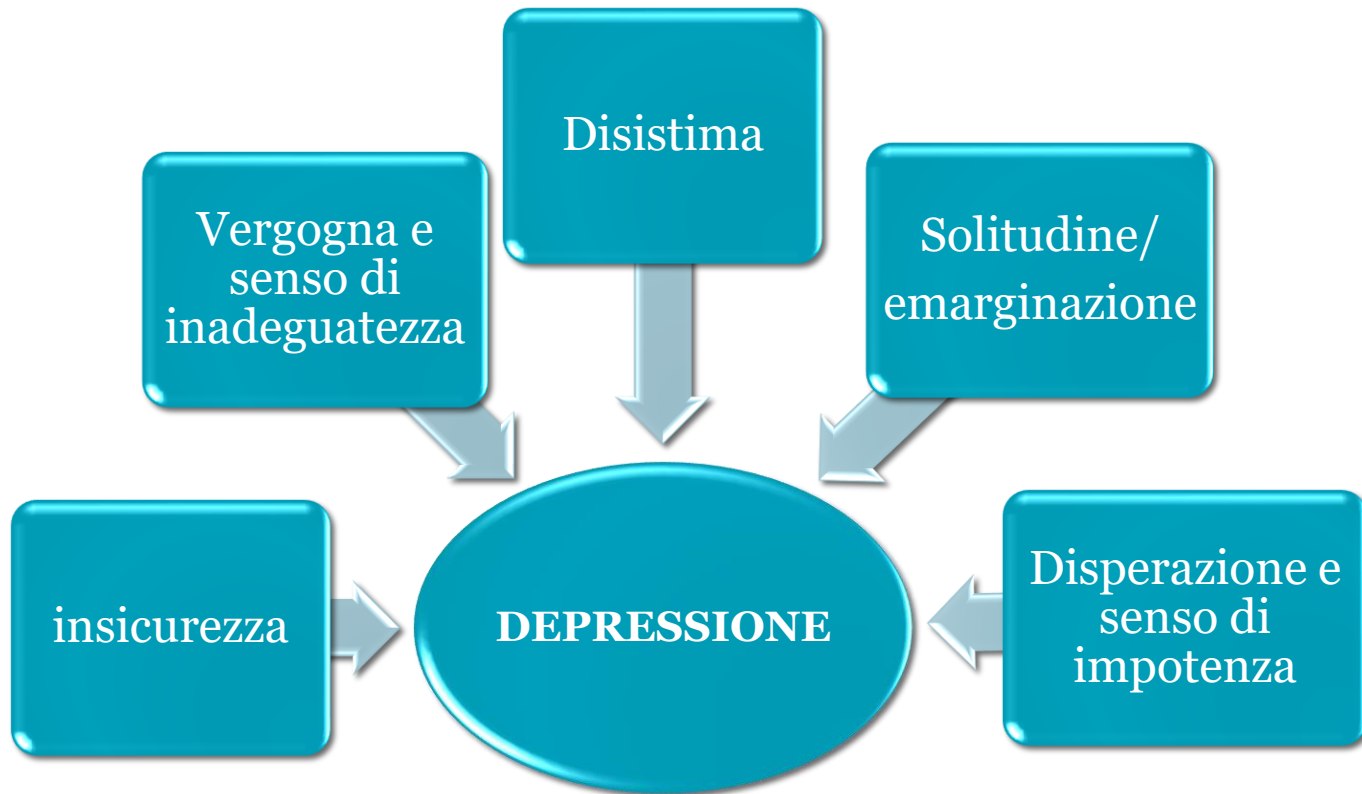 Disistima
Vergogna e
senso di
inadeguatezza
Solitudine/
emarginazione
insicurezza
DEPRESSIONE
Disperazione e
senso di
impotenza